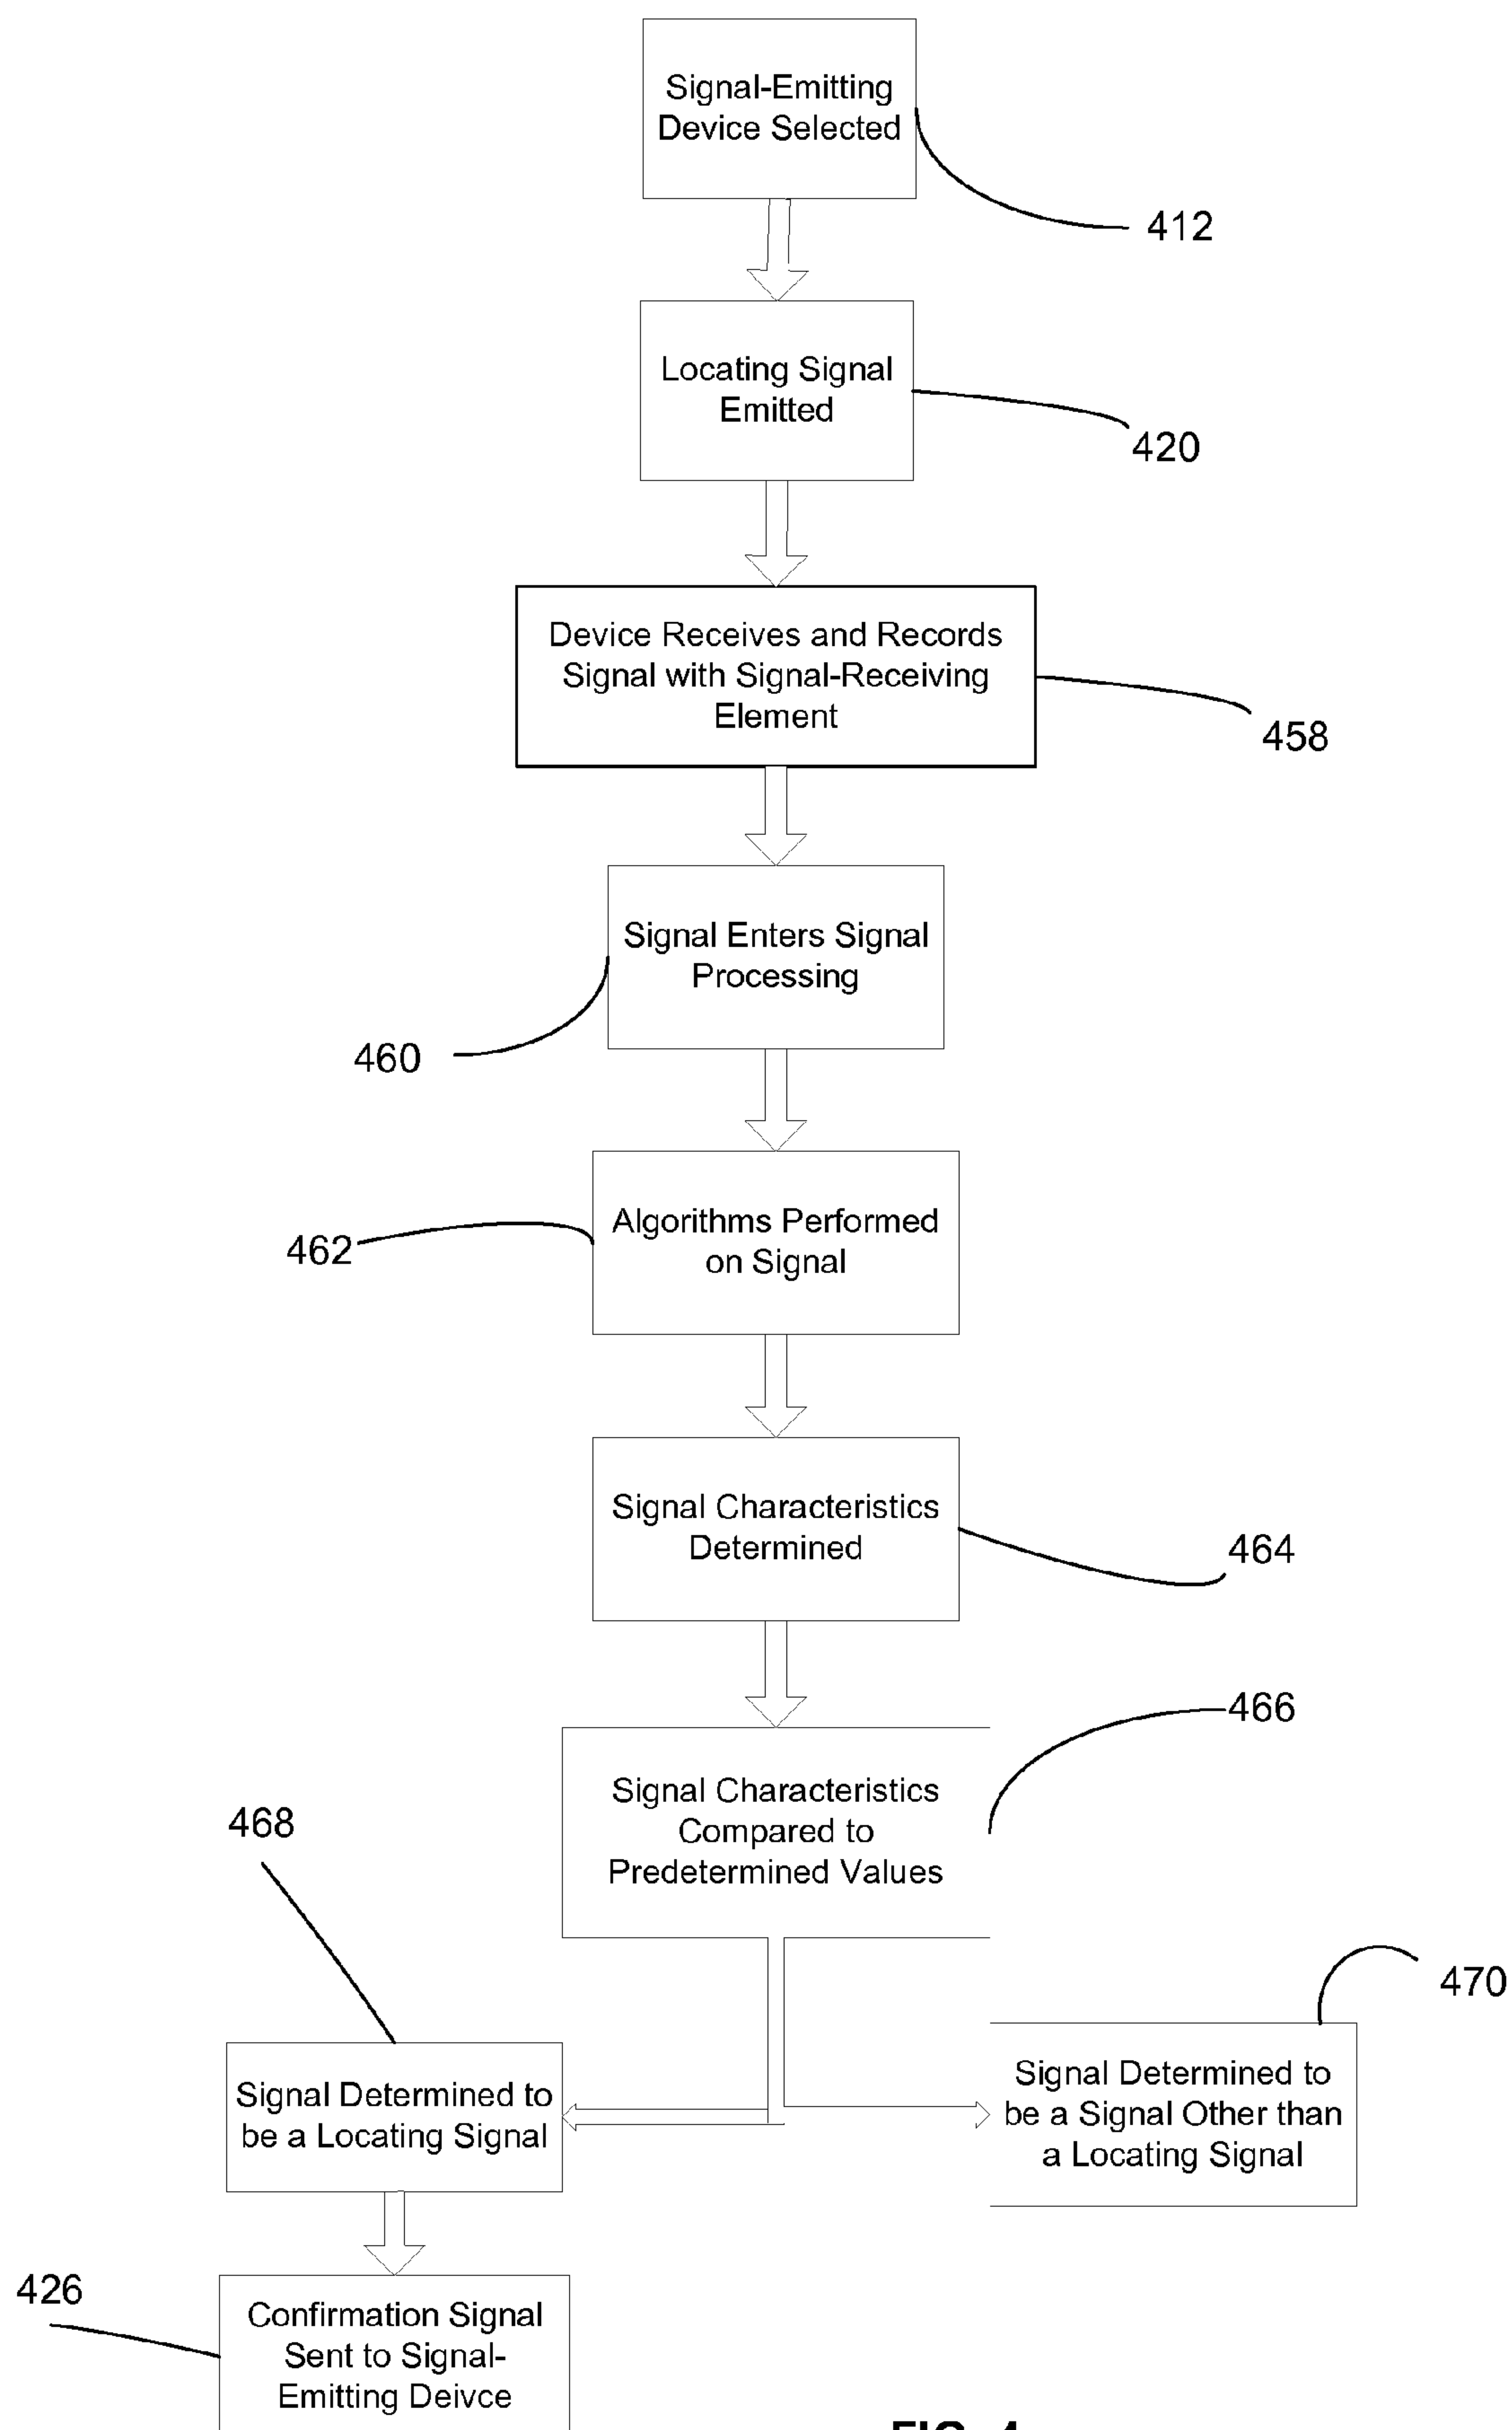 Signal-Emitting
Device Selected
412
Locating Signal
Emitted
420
Device Receives and Records
Signal with Signal-Receiving
Element
458
Signal Enters Signal
Processing
460
Algorithms Performed
on Signal
462
Signal Characteristics
Determined
464
Signal Characteristics
Compared to
Predetermined Values
466
468
Signal Determined to
be a Locating Signal
470
Signal Determined to
be a Signal Other than
a Locating Signal
426
Confirmation Signal
Sent to Signal-
Emitting Deivce